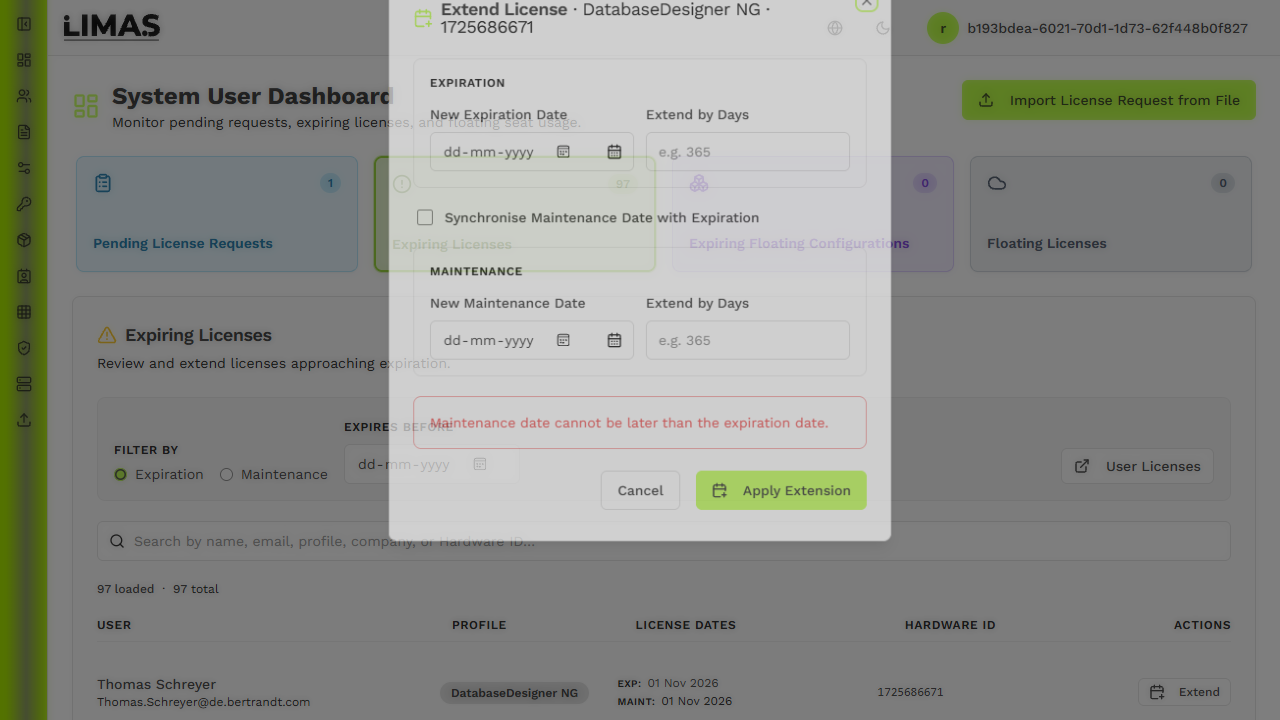 LIMAS
r
b193bdea-6021-70d1-1d73-62f448b0f827
System User Dashboard
Monitor pending requests, expiring licenses, and floating seat usage.
Import License Request from File
1
Pending License Requests
97
Expiring Licenses
0
Expiring Floating Configurations
0
Floating Licenses
Expiring Licenses
Review and extend licenses approaching expiration.
FILTER BY
Expiration
Maintenance
EXPIRES BEFORE
dd-mm-yyyy
User Licenses
Search by name, email, profile, company, or Hardware ID...
97 loaded · 97 total
USER PROFILE LICENSE DATES HARDWARE ID ACTIONS
Thomas Schreyer
Thomas.Schreyer@de.bertrandt.com
DatabaseDesigner NG
EXP: 01 Nov 2026
MAINT: 01 Nov 2026
1725686671
Extend
Extend License · DatabaseDesigner NG ·
1725686671
EXPIRATION
New Expiration Date Extend by Days
dd-mm-yyyy e.g. 365
Synchronise Maintenance Date with Expiration
MAINTENANCE
New Maintenance Date Extend by Days
dd-mm-yyyy e.g. 365
Maintenance date cannot be later than the expiration date.
Cancel Apply Extension